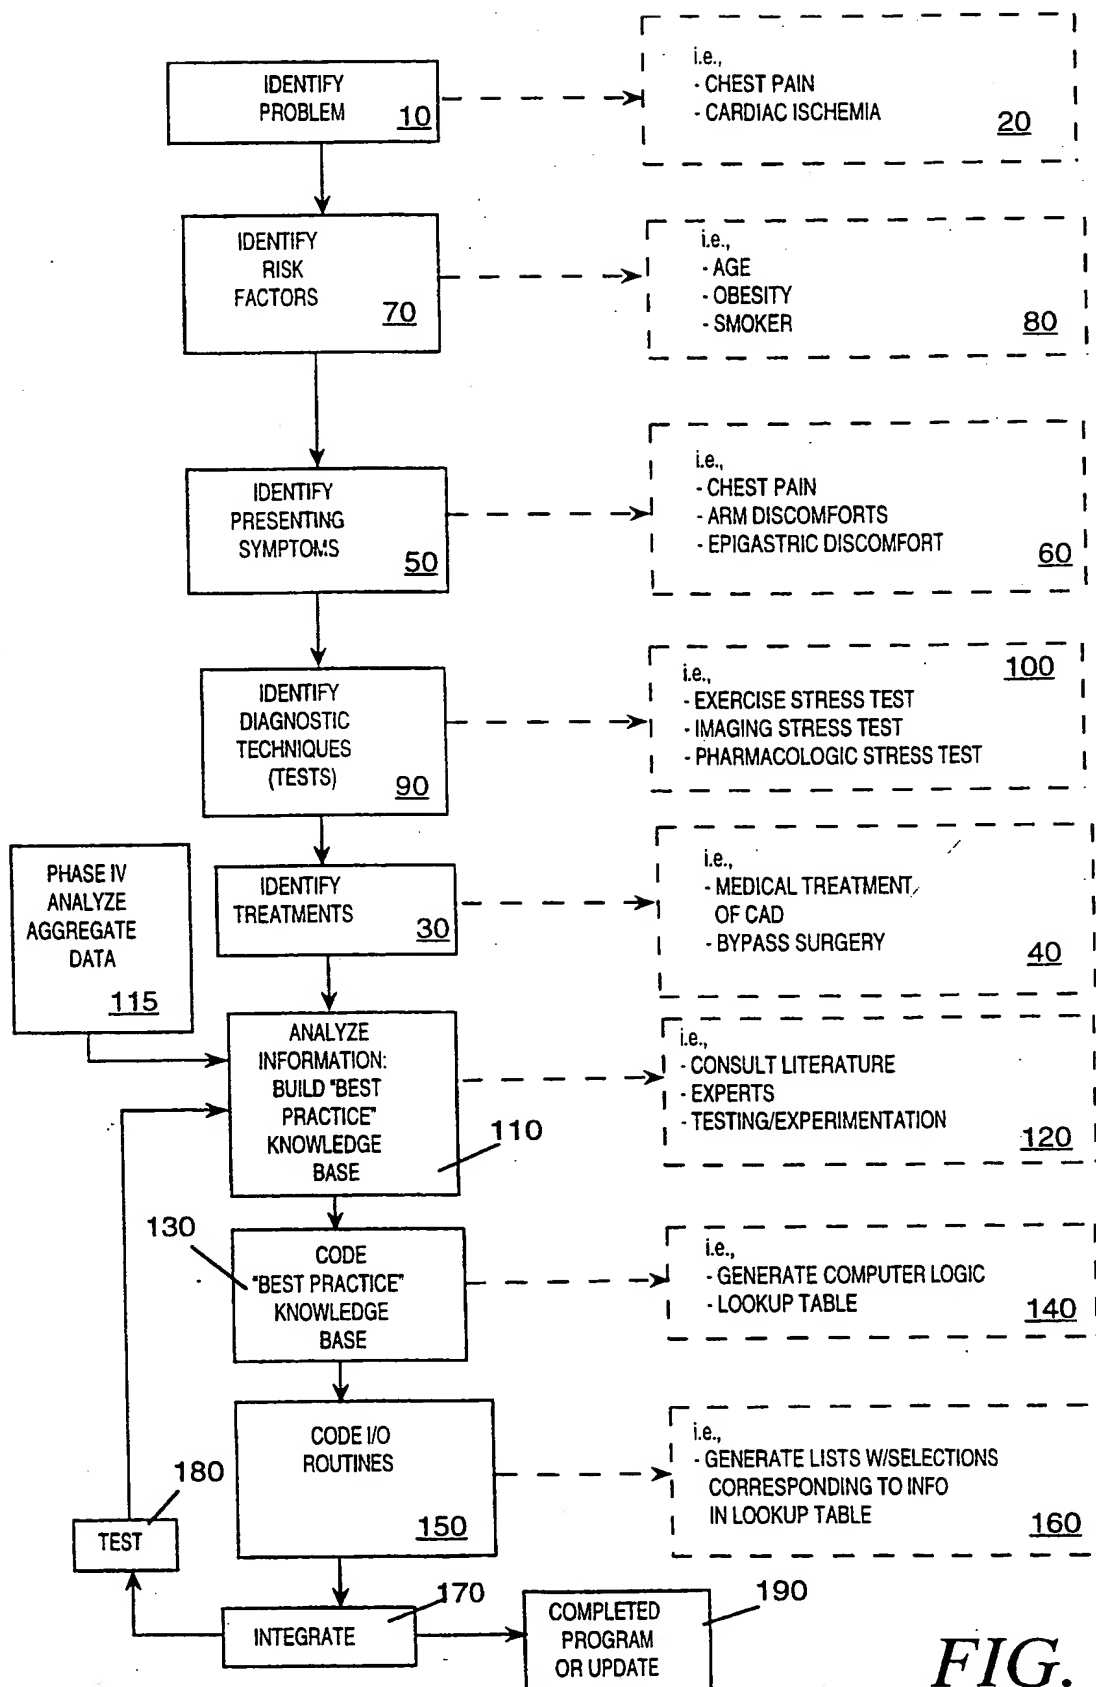 IDENTIFY
PROBLEM
10
i.e.,
- CHEST PAIN
- CARDIAC ISCHEMIA
20
IDENTIFY
RISK
FACTORS
70
i.e.,
- AGE
- OBESITY
- SMOKER
80
IDENTIFY
PRESENTING
SYMPTOMS
50
i.e.,
- CHEST PAIN
- ARM DISCOMFORTS
- EPIGASTRIC DISCOMFORT
60
IDENTIFY
DIAGNOSTIC
TECHNIQUES
(TESTS)
90
i.e.,
100
- EXERCISE STRESS TEST
- IMAGING STRESS TEST
- PHARMACOLOGIC STRESS TEST
IDENTIFY
TREATMENTS
30
i.e.,
- MEDICAL TREATMENT
OF CAD
- BYPASS SURGERY
40
PHASE IV
ANALYZE
AGGREGATE
DATA
115
ANALYZE
INFORMATION:
BUILD "BEST
PRACTICE"
KNOWLEDGE
BASE
110
i.e.,
- CONSULT LITERATURE
- EXPERTS
- TESTING/EXPERIMENTATION
120
130
CODE
"BEST PRACTICE"
KNOWLEDGE
BASE
i.e.,
- GENERATE COMPUTER LOGIC
- LOOKUP TABLE
140
CODE I/O
ROUTINES
150
i.e.,
- GENERATE LISTS W/SELECTIONS
CORRESPONDING TO INFO
IN LOOKUP TABLE
160
180
TEST
170
INTEGRATE
190
COMPLETED
PROGRAM
OR UPDATE
FIG.